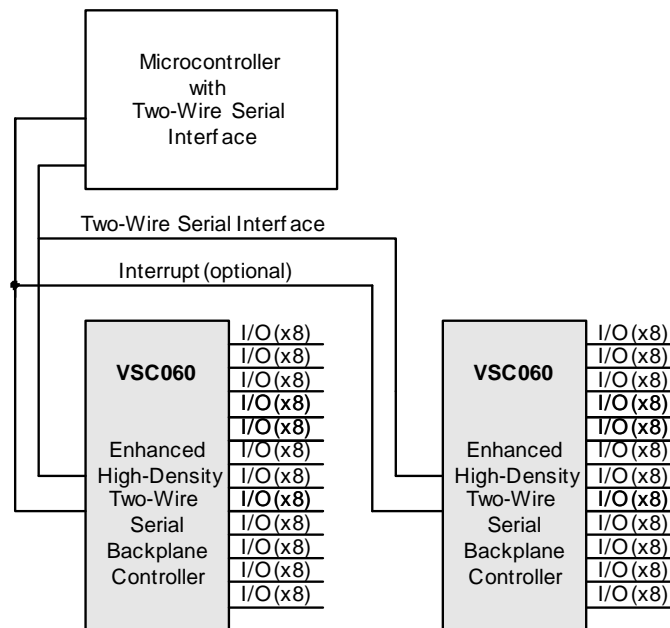 Microcontroller
with
Two-Wire Serial
Interface
Two-Wire Serial Interface
Interrupt (optional)
VSC060
Enhanced
High-Density
Two-Wire
Serial
Backplane
Controller
I/O (x8)
I/O (x8)
I/O (x8)
I/O (x8)
I/O (x8)
I/O (x8)
I/O (x8)
I/O (x8)
I/O (x8)
I/O (x8)
I/O (x8)
I/O (x8)
VSC060
Enhanced
High-Density
Two-Wire
Serial
Backplane
Controller
I/O (x8)
I/O (x8)
I/O (x8)
I/O (x8)
I/O (x8)
I/O (x8)
I/O (x8)
I/O (x8)
I/O (x8)
I/O (x8)
I/O (x8)
I/O (x8)